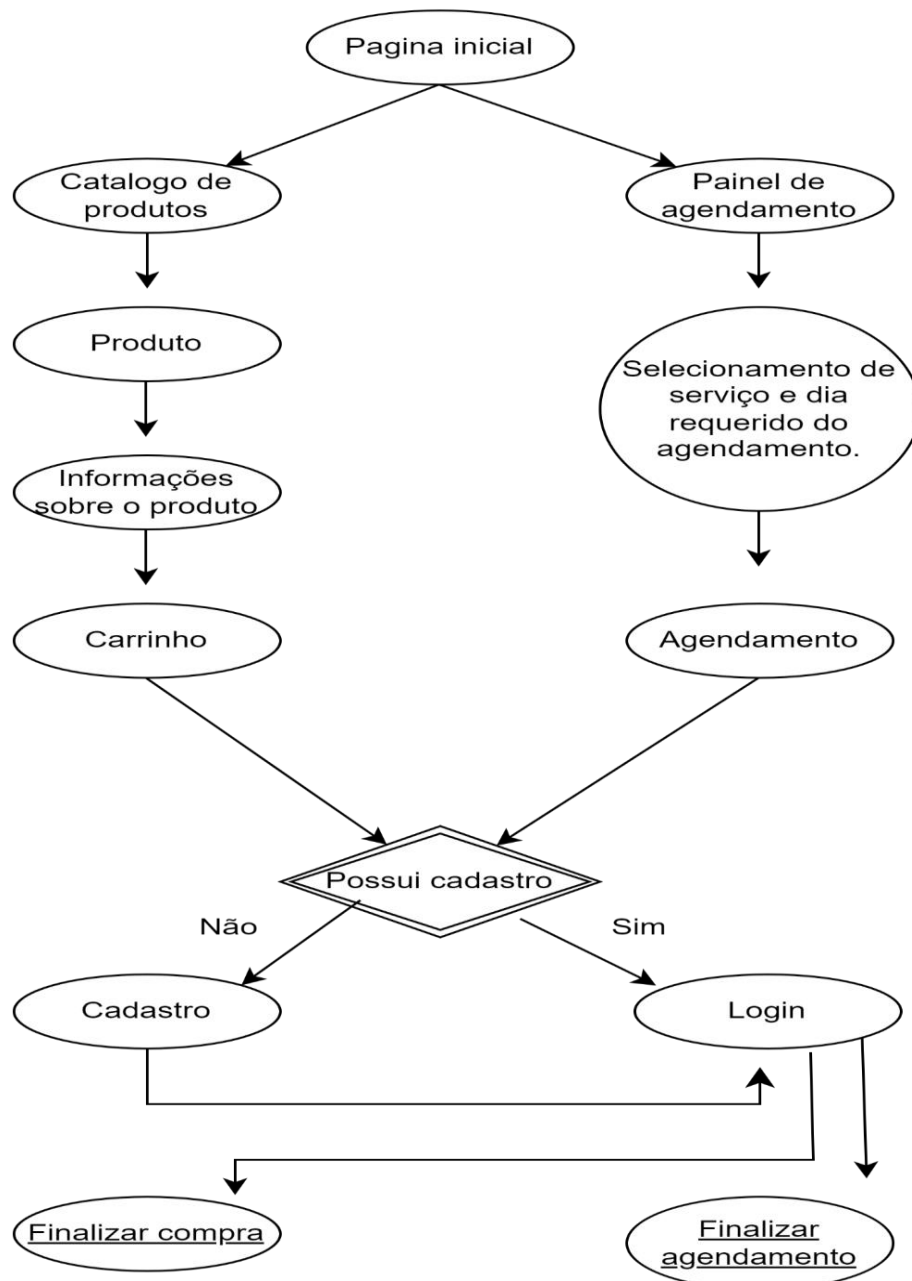 Pagina inicial
Catalogo de
produtos
Painel de
agendamento
Produto
Selecionamento de
serviço e dia
requerido do
agendamento.
Informações
sobre o produto
Carrinho
Agendamento
Possui cadastro
Não
Sim
Cadastro
Login
Finalizar compra
Finalizar
agendamento